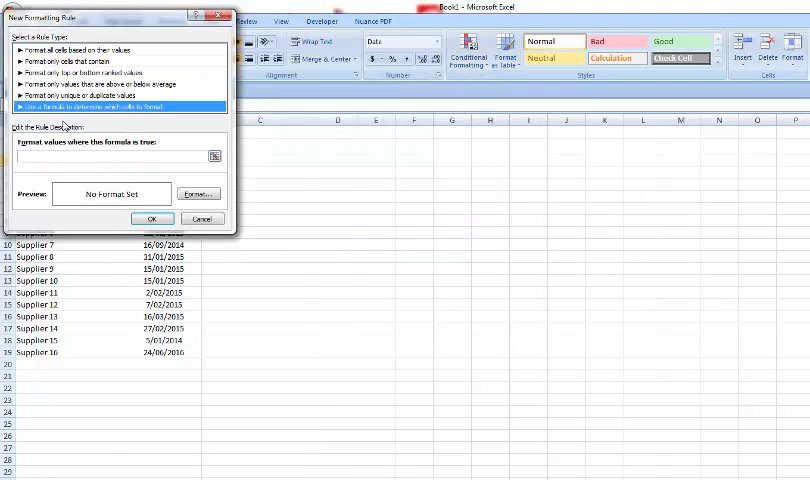 Book1 - Microsoft Excel
New Formatting Rule
?
Review View Developer Nuance PDF
Select a Rule Type:
► Format all cells based on their values
► Format only cells that contain
► Format only top or bottom ranked values
► Format only values that are above or below average
► Format only unique or duplicate values
► Use a formula to determine which cells to format
Wrap Text
Merge & Center
Alignment
Date
$ % ,
Number
Conditional Formatting
Format as Table
Normal Bad Good
Neutral Calculation Check Cell
Styles
Insert Delete Format
Cells
C D E F G H I J K L M N O P
Edit the Rule Description:
Format values where this formula is true:
Preview: No Format Set Format...
OK Cancel
10 Supplier 7 16/09/2014
11 Supplier 8 31/01/2015
12 Supplier 9 15/01/2015
13 Supplier 10 15/01/2015
14 Supplier 11 2/02/2015
15 Supplier 12 7/02/2015
16 Supplier 13 16/03/2015
17 Supplier 14 27/02/2015
18 Supplier 15 5/01/2014
19 Supplier 16 24/06/2016
20
21
22
23
24
25
26
27
28
29